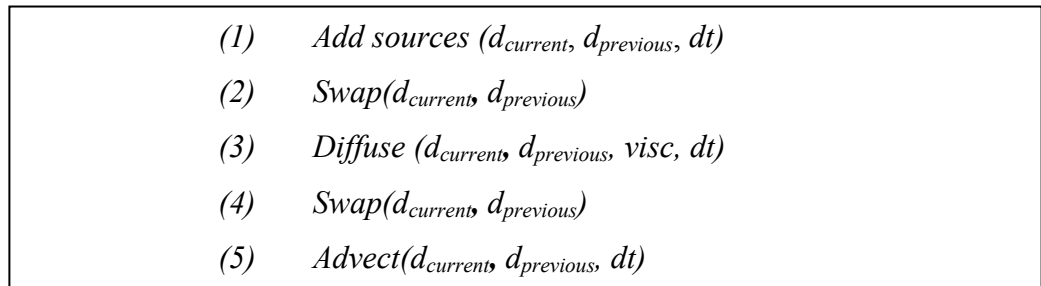 (1) Add sources (dcurrent, dprevious, dt)
(2) Swap(dcurrent, dprevious)
(3) Diffuse (dcurrent, dprevious, visc, dt)
(4) Swap(dcurrent, dprevious)
(5) Advect(dcurrent, dprevious, dt)